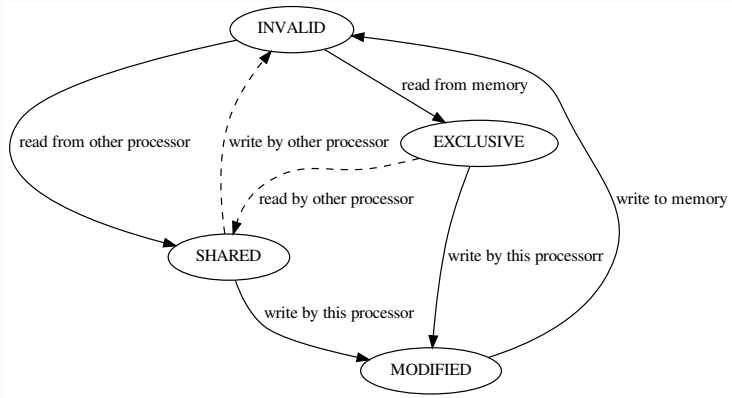 INVALID
read from memory
read from other processor
write by other processor
EXCLUSIVE
read by other processor
write to memory
SHARED
write by this processorr
write by this processor
MODIFIED